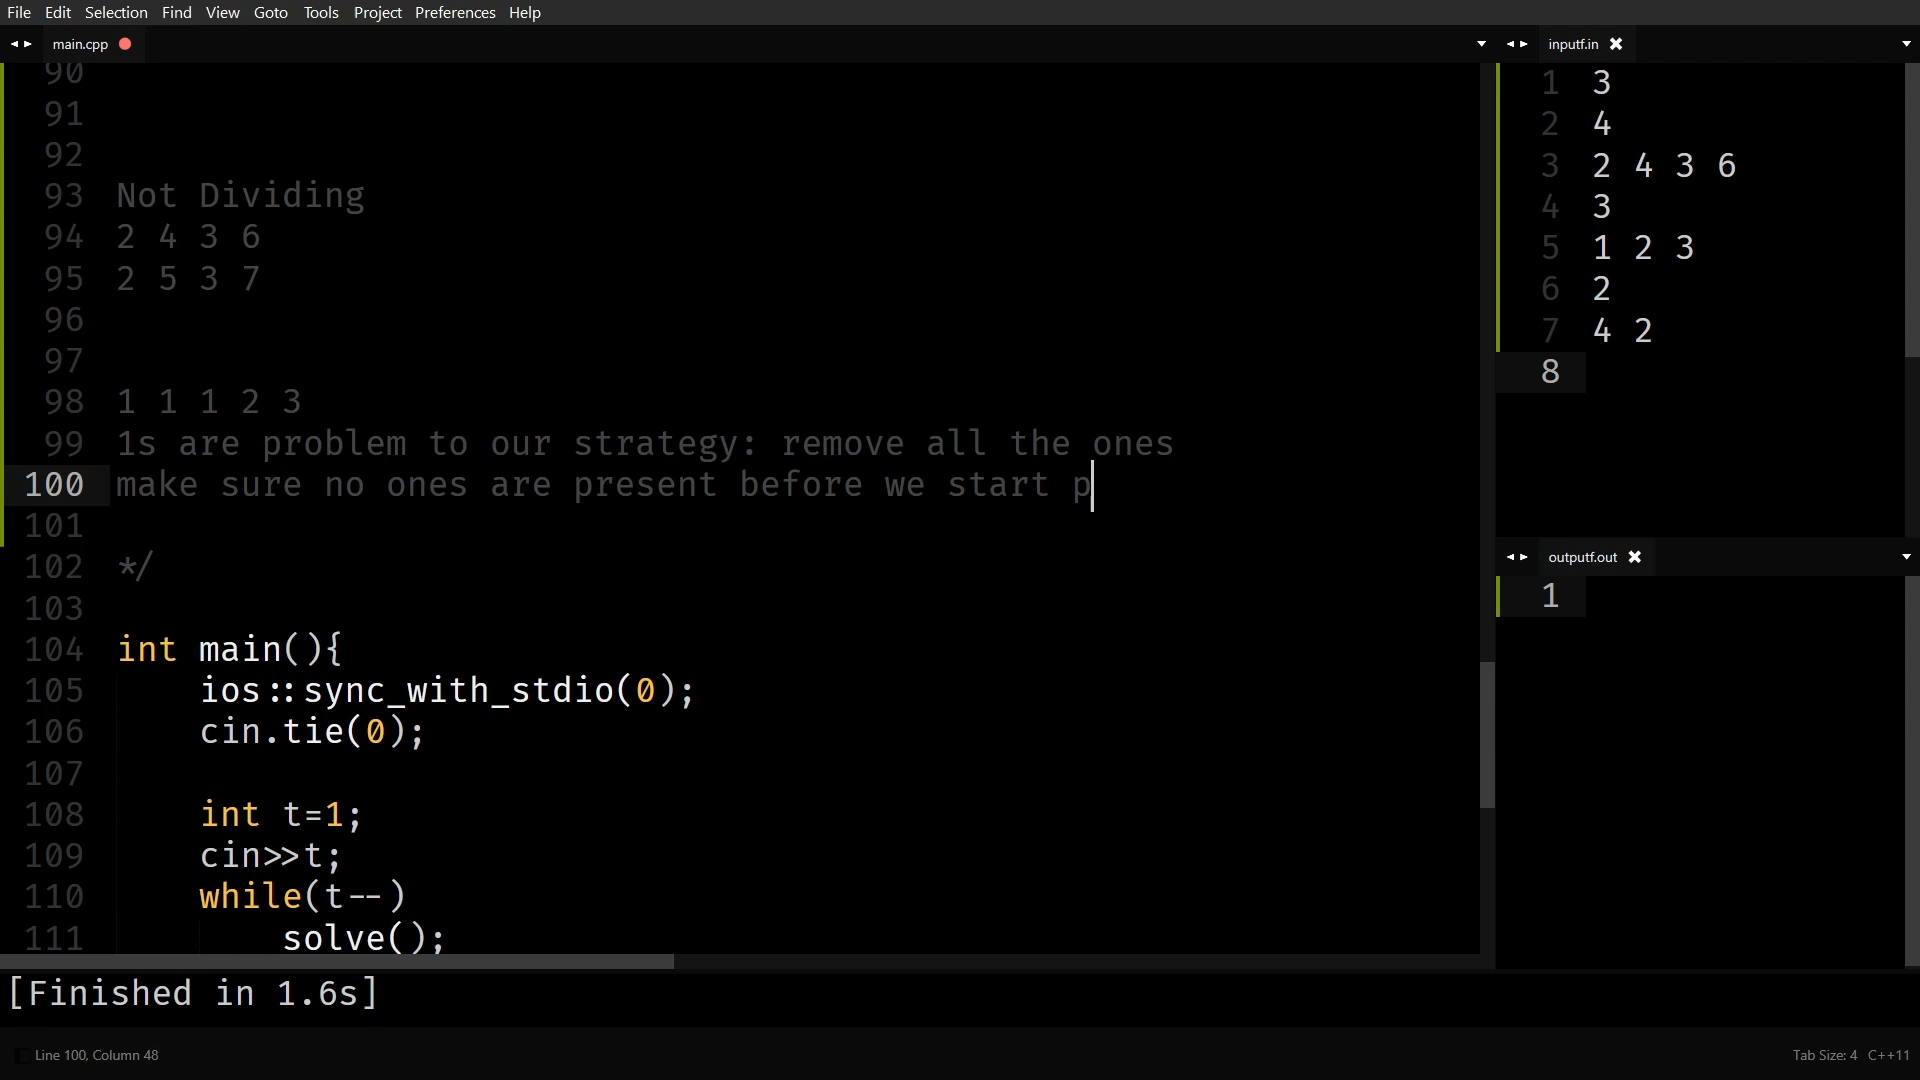 File Edit Selection Find View Goto Tools Project Preferences Help
main.cpp
90
91
92
93 Not Dividing
94 2 4 3 6
95 2 5 3 7
96
97
98 1 1 1 2 3
99 1s are problem to our strategy: remove all the ones
100 make sure no ones are present before we start p
101
102 */
103
104 int main(){
105 ios::sync_with_stdio(0);
106 cin.tie(0);
107
108 int t=1;
109 cin>>t;
110 while(t--)
111 solve();
inputf.in
1 3
2 4
3 2 4 3 6
4 3
5 1 2 3
6 2
7 4 2
8
outputf.out
1
[Finished in 1.6s]
Line 100, Column 48
Tab Size: 4 C++11